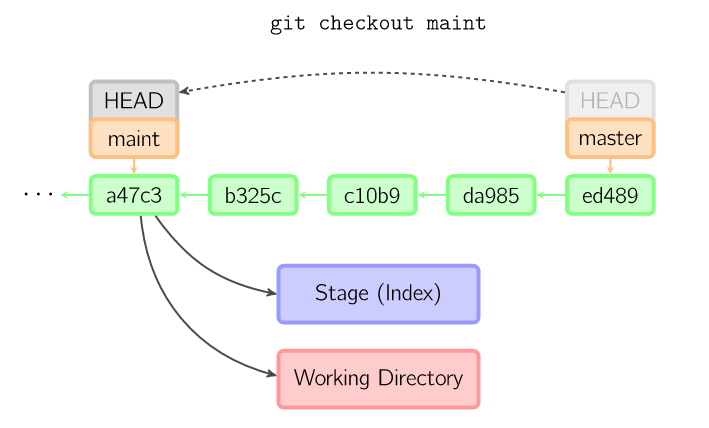 git checkout maint
HEAD
HEAD
maint
master
... a47c3 b325c c10b9 da985 ed489
Stage (Index)
Working Directory